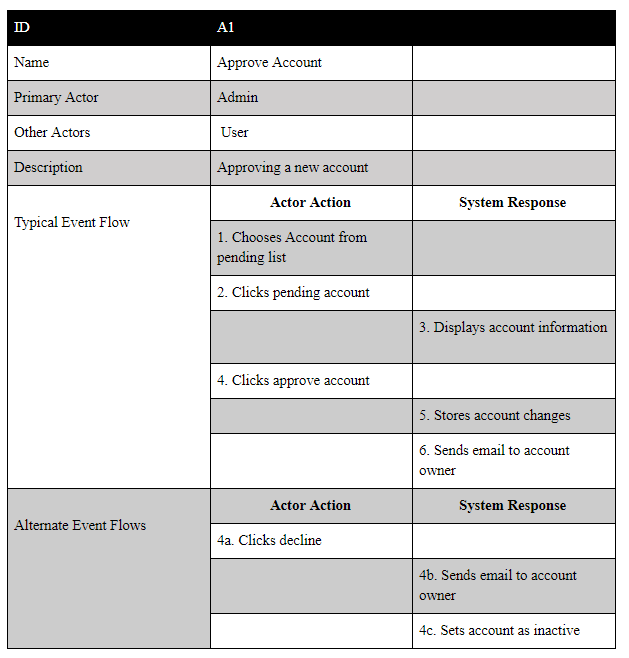 ID A1
Name Approve Account
Primary Actor Admin
Other Actors User
Description Approving a new account
Typical Event Flow
Actor Action System Response
1. Chooses Account from
pending list
2. Clicks pending account
3. Displays account information
4. Clicks approve account
5. Stores account changes
6. Sends email to account
owner
Alternate Event Flows
Actor Action System Response
4a. Clicks decline
4b. Sends email to account
owner
4c. Sets account as inactive